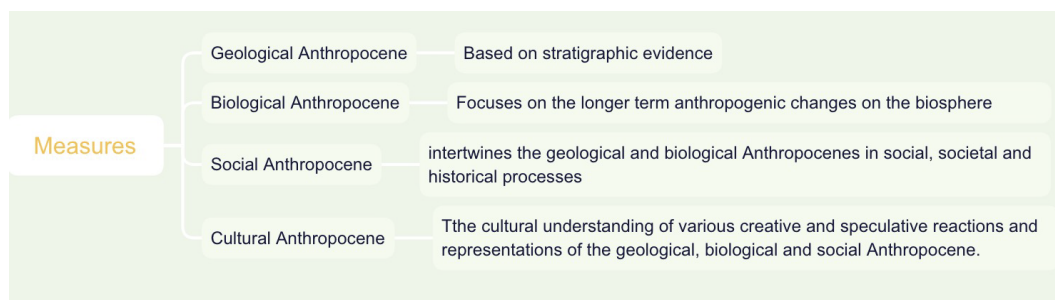 Measures
Geological Anthropocene
Based on stratigraphic evidence
Biological Anthropocene
Focuses on the longer term anthropogenic changes on the biosphere
Social Anthropocene
intertwines the geological and biological Anthropocenes in social, societal and
historical processes
Cultural Anthropocene
Tthe cultural understanding of various creative and speculative reactions and
representations of the geological, biological and social Anthropocene.